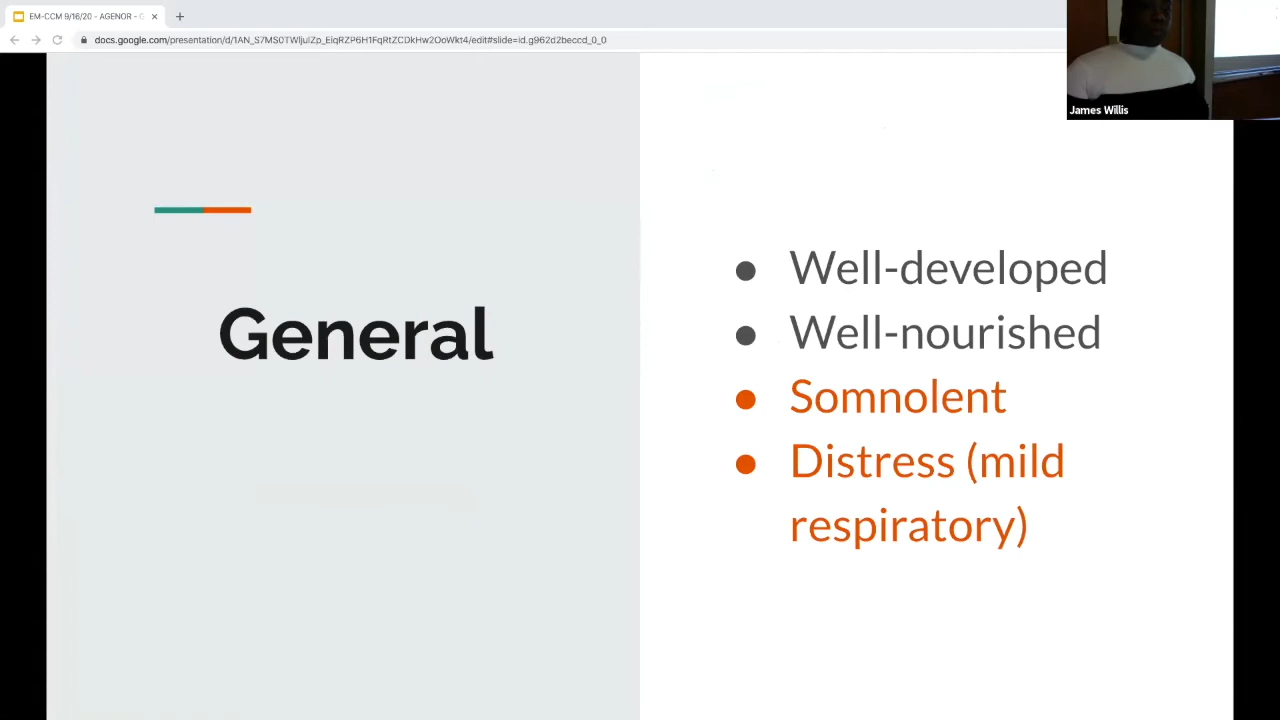 EM-CCM 9/16/20 - AGENOR - G
docs.google.com/presentation/d/1AN_S7MS0TWljuIZp_EiqRZP6H1FqRtZCDkHw2OoWkt4/edit#slide=id.g962d2beccd_0_0
James Willis
General
● Well-developed
● Well-nourished
● Somnolent
● Distress (mild
respiratory)